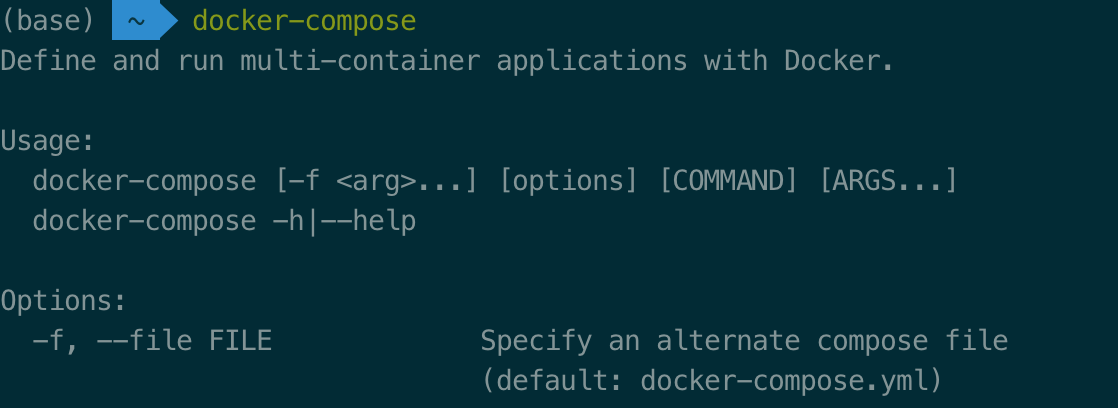 (base) ~ docker-compose
Define and run multi-container applications with Docker.
Usage:
docker-compose [-f <arg>...] [options] [COMMAND] [ARGS...]
docker-compose -h|--help
Options:
-f, --file FILE Specify an alternate compose file
(default: docker-compose.yml)